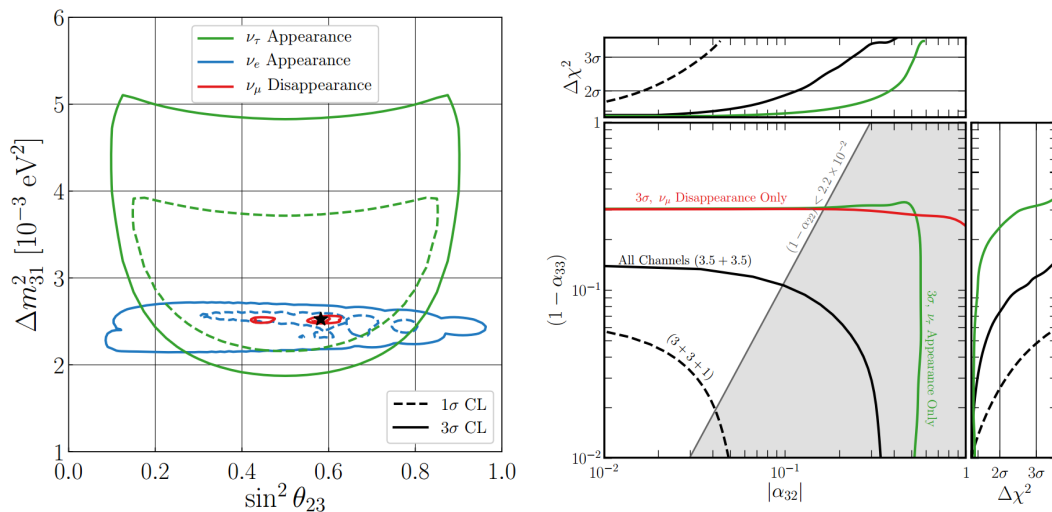 6
5
4
3
2
1
Δm²₃₁ [10⁻³ eV²]
ντ Appearance
νe Appearance
νμ Disappearance
1σ CL
3σ CL
0.0 0.2 0.4 0.6 0.8 1.0
sin² θ₂₃
Δχ²
3σ
2σ
1
(1 − α₃₃)
10⁻¹
10⁻²
3σ, νμ Disappearance Only
(1 − α₂₂) < 2.2 × 10⁻²
All Channels (3.5 + 3.5)
(3 + 3 + 1)
3σ, ντ Appearance Only
10⁻² 10⁻¹ 1
|α₃₂|
2σ 3σ
Δχ²